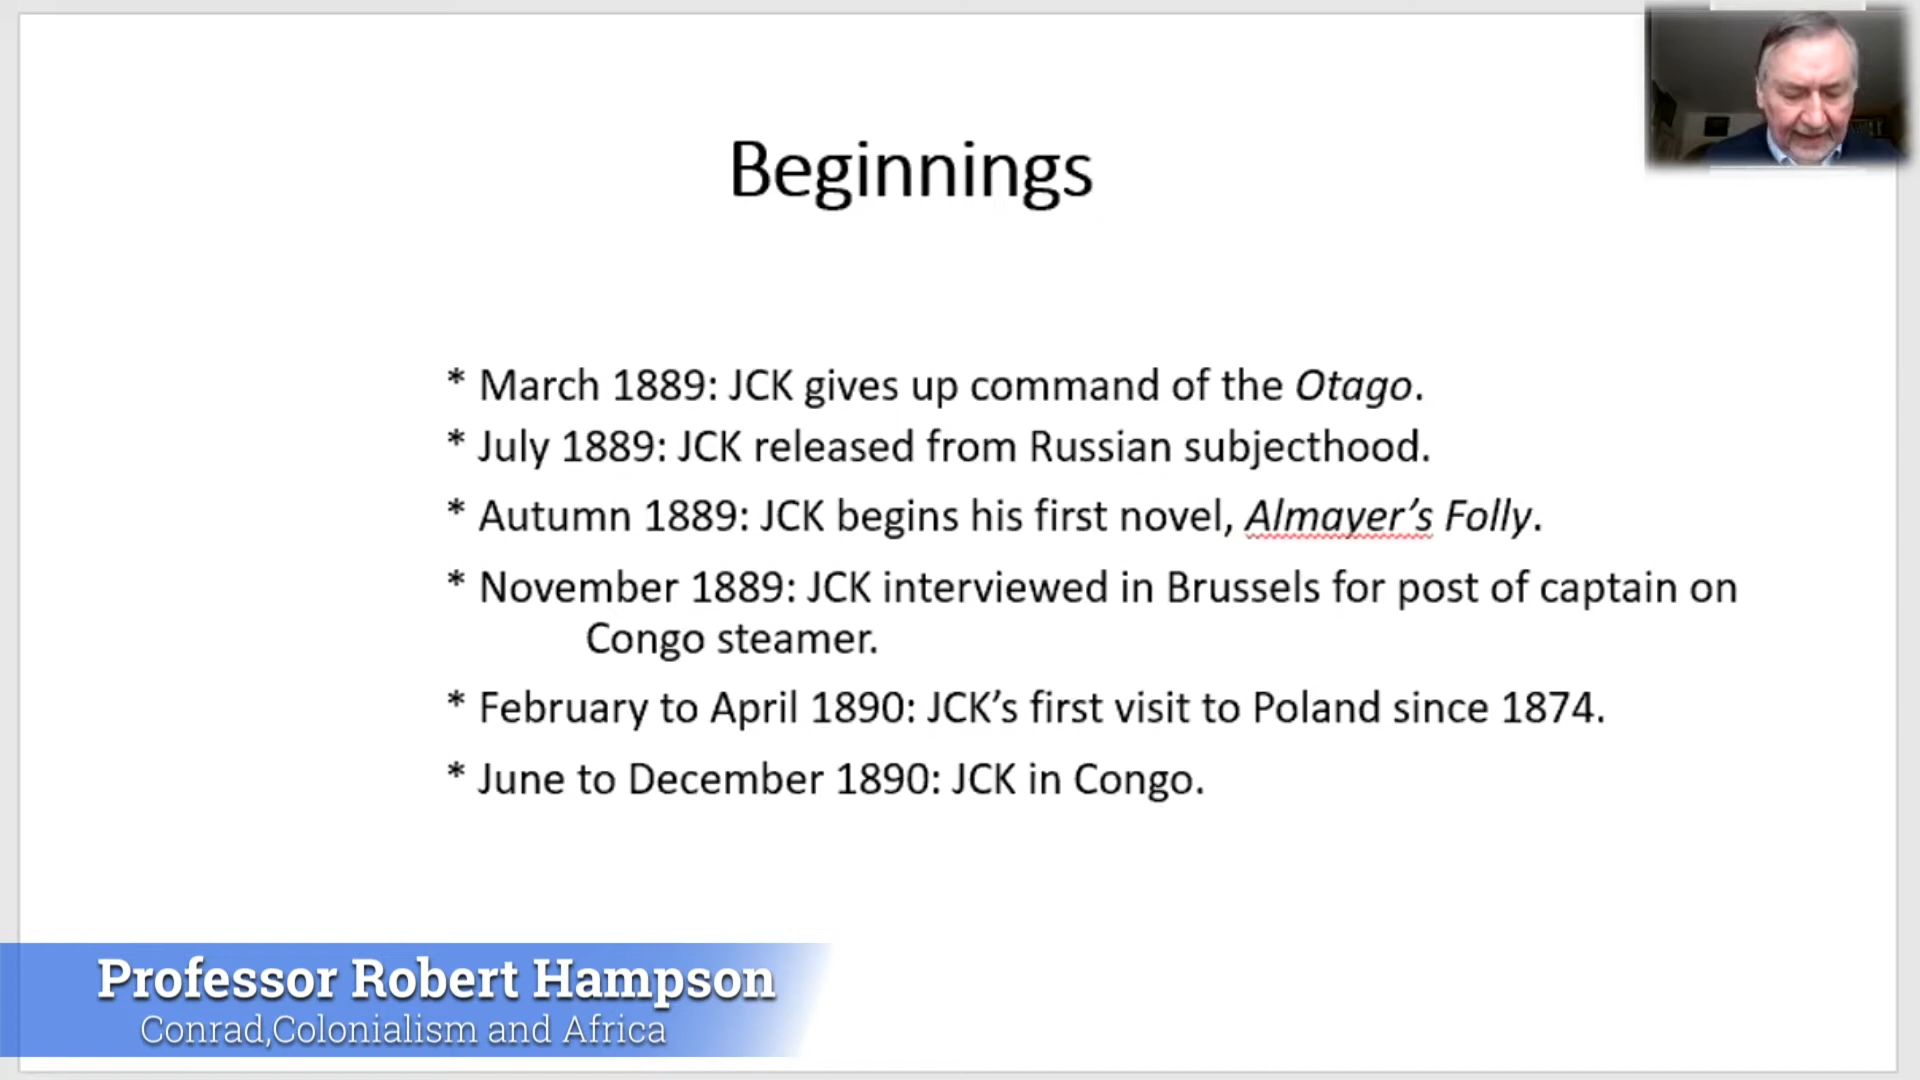 Beginnings
* March 1889: JCK gives up command of the Otago.
* July 1889: JCK released from Russian subjecthood.
* Autumn 1889: JCK begins his first novel, Almayer’s Folly.
* November 1889: JCK interviewed in Brussels for post of captain on
Congo steamer.
* February to April 1890: JCK’s first visit to Poland since 1874.
* June to December 1890: JCK in Congo.
Professor Robert Hampson
Conrad,Colonialism and Africa